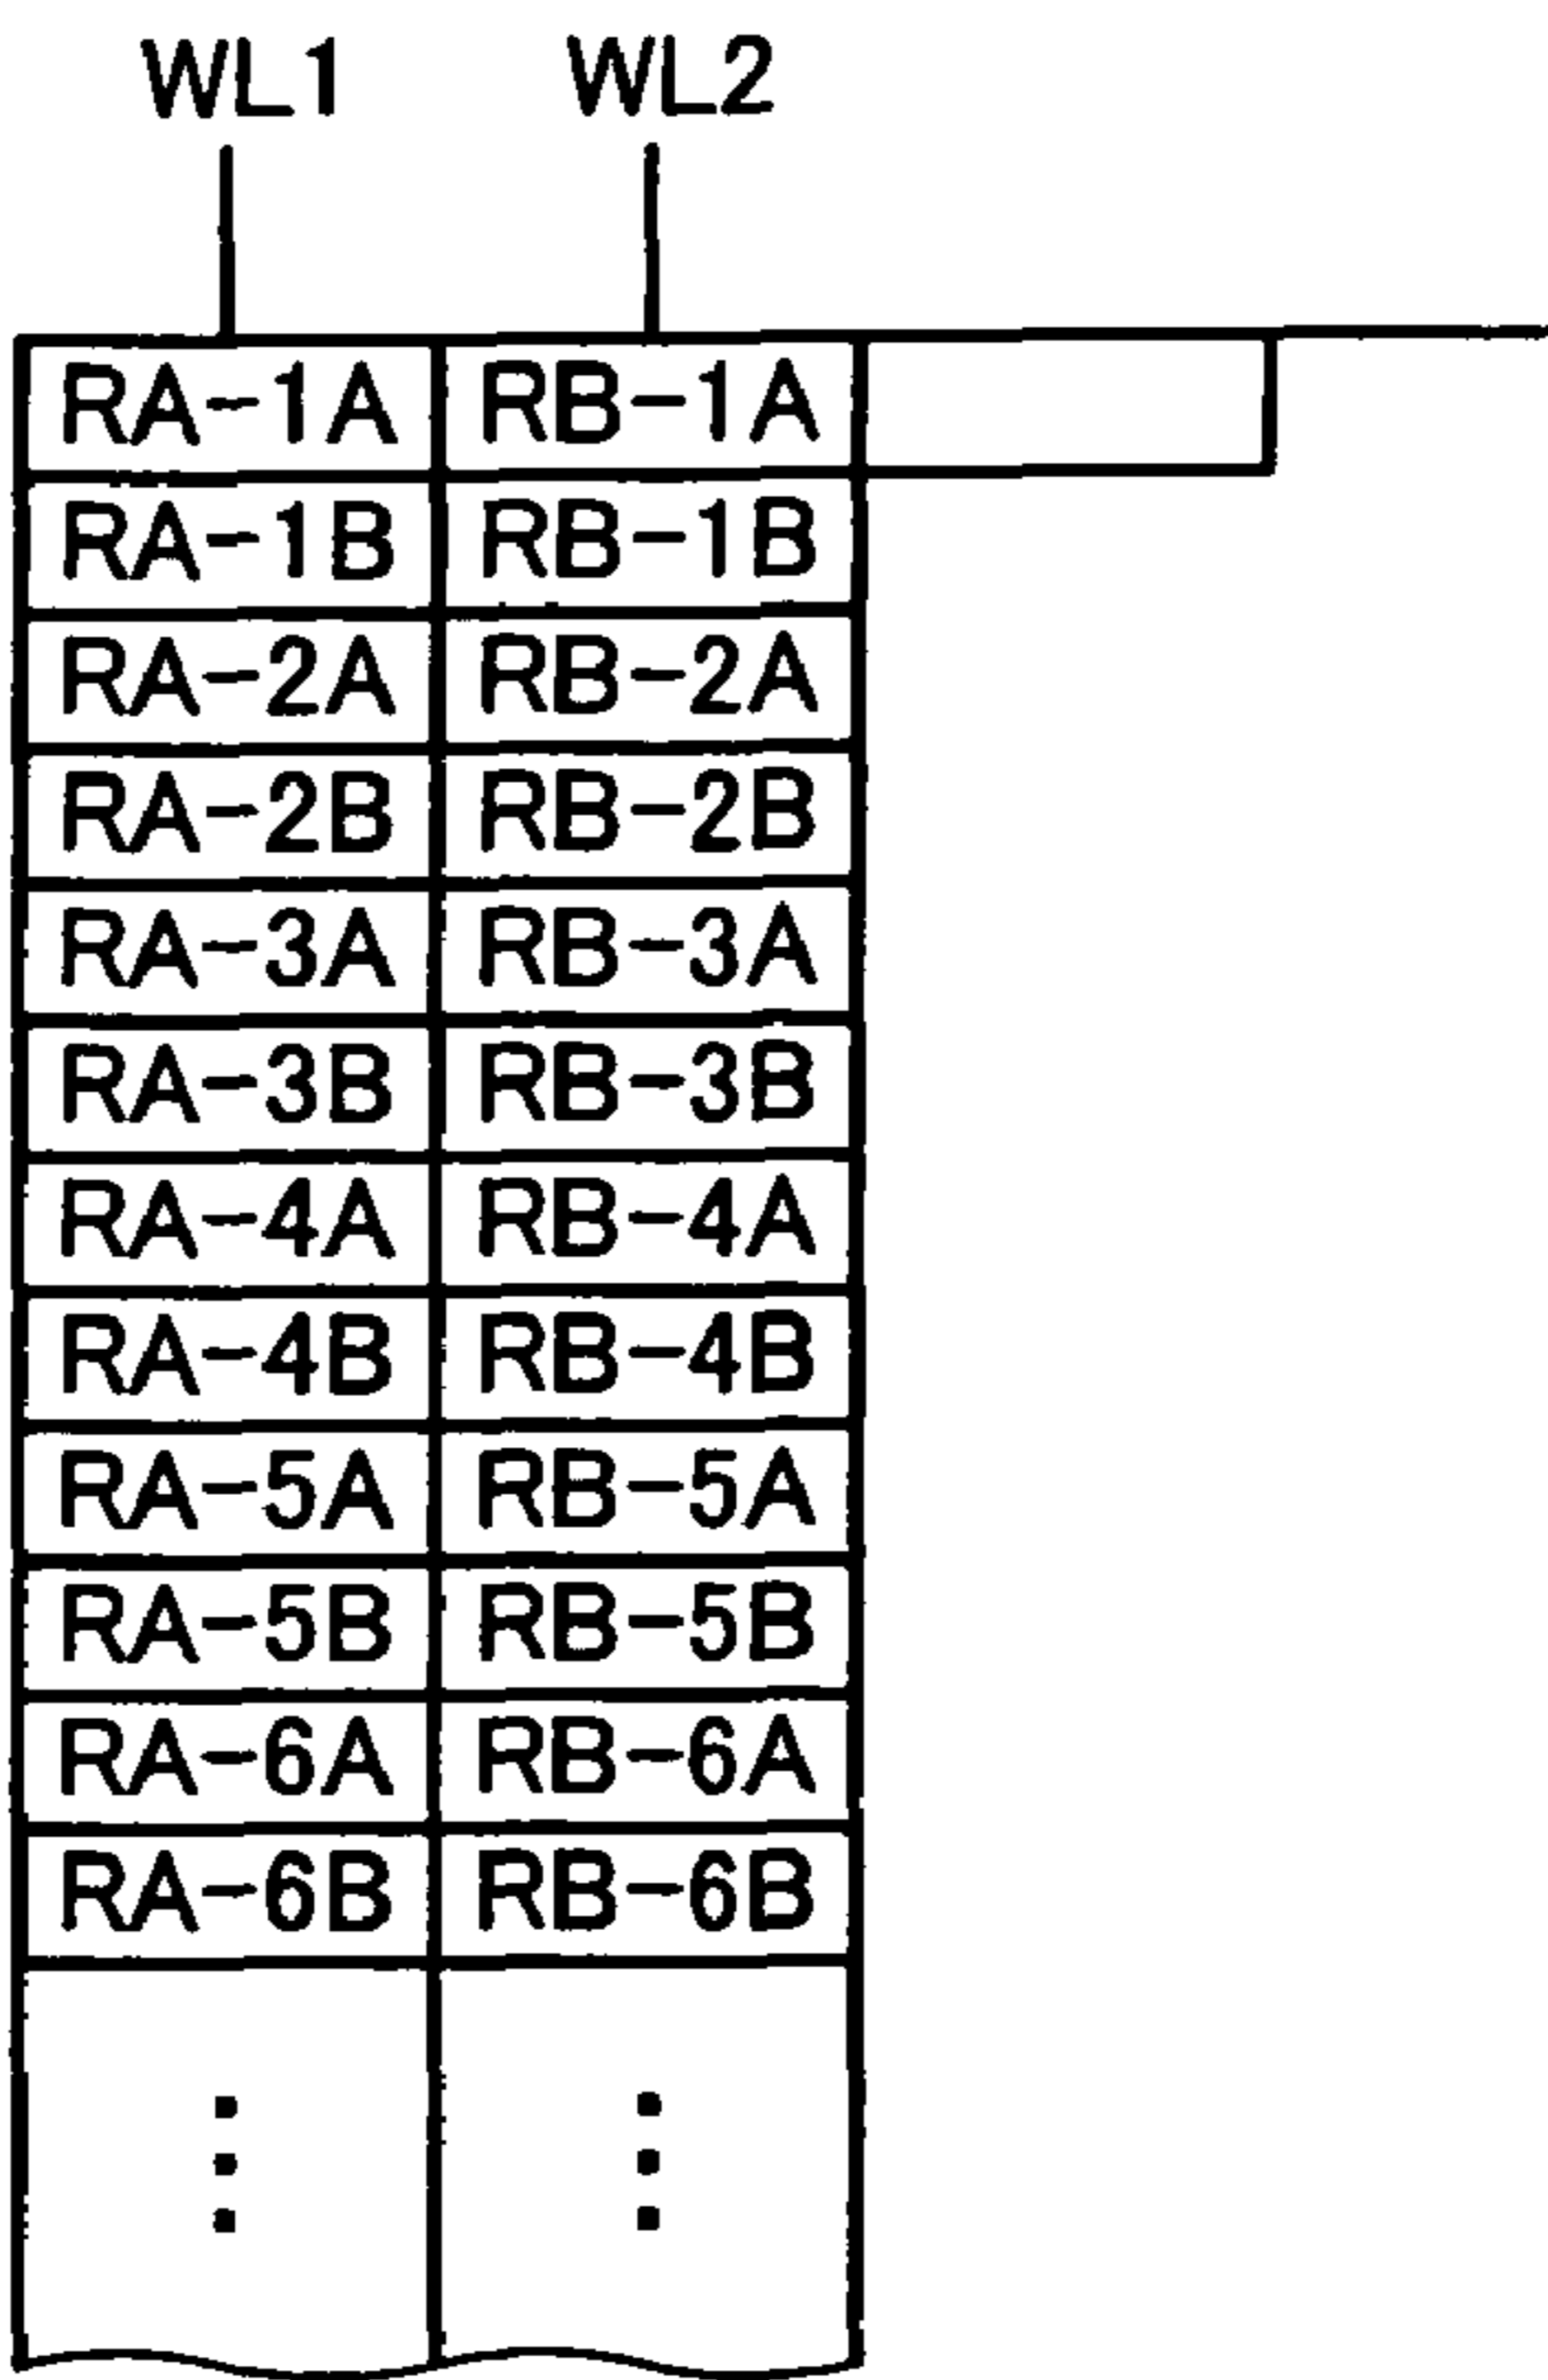 WL1 WL2
RA-1A RB-1A
RA-1B RB-1B
RA-2A RB-2A
RA-2B RB-2B
RA-3A RB-3A
RA-3B RB-3B
RA-4A RB-4A
RA-4B RB-4B
RA-5A RB-5A
RA-5B RB-5B
RA-6A RB-6A
RA-6B RB-6B